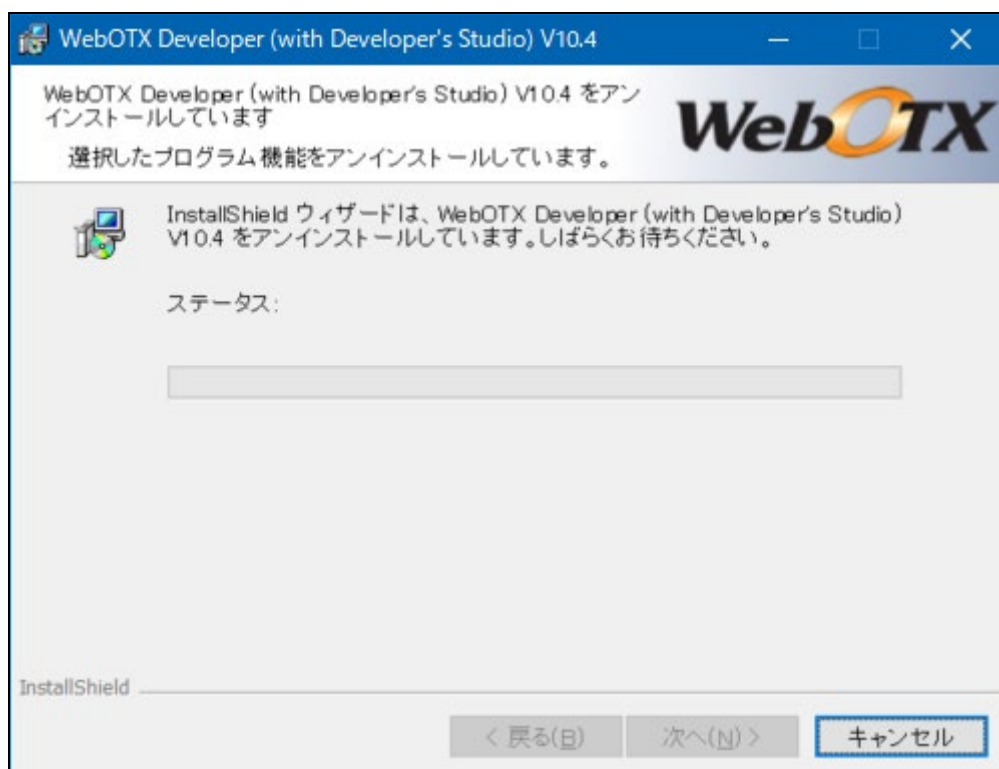 WebOTX Developer (with Developer's Studio) V10.4
WebOTX Developer (with Developer's Studio) V10.4 をアン
インストールしています
選択したプログラム機能をアンインストールしています。
WebOTX
InstallShield ウィザードは、WebOTX Developer (with Developer's Studio)
V10.4 をアンインストールしています。しばらくお待ちください。
ステータス:
InstallShield
< 戻る(B)
次へ(N) >
キャンセル